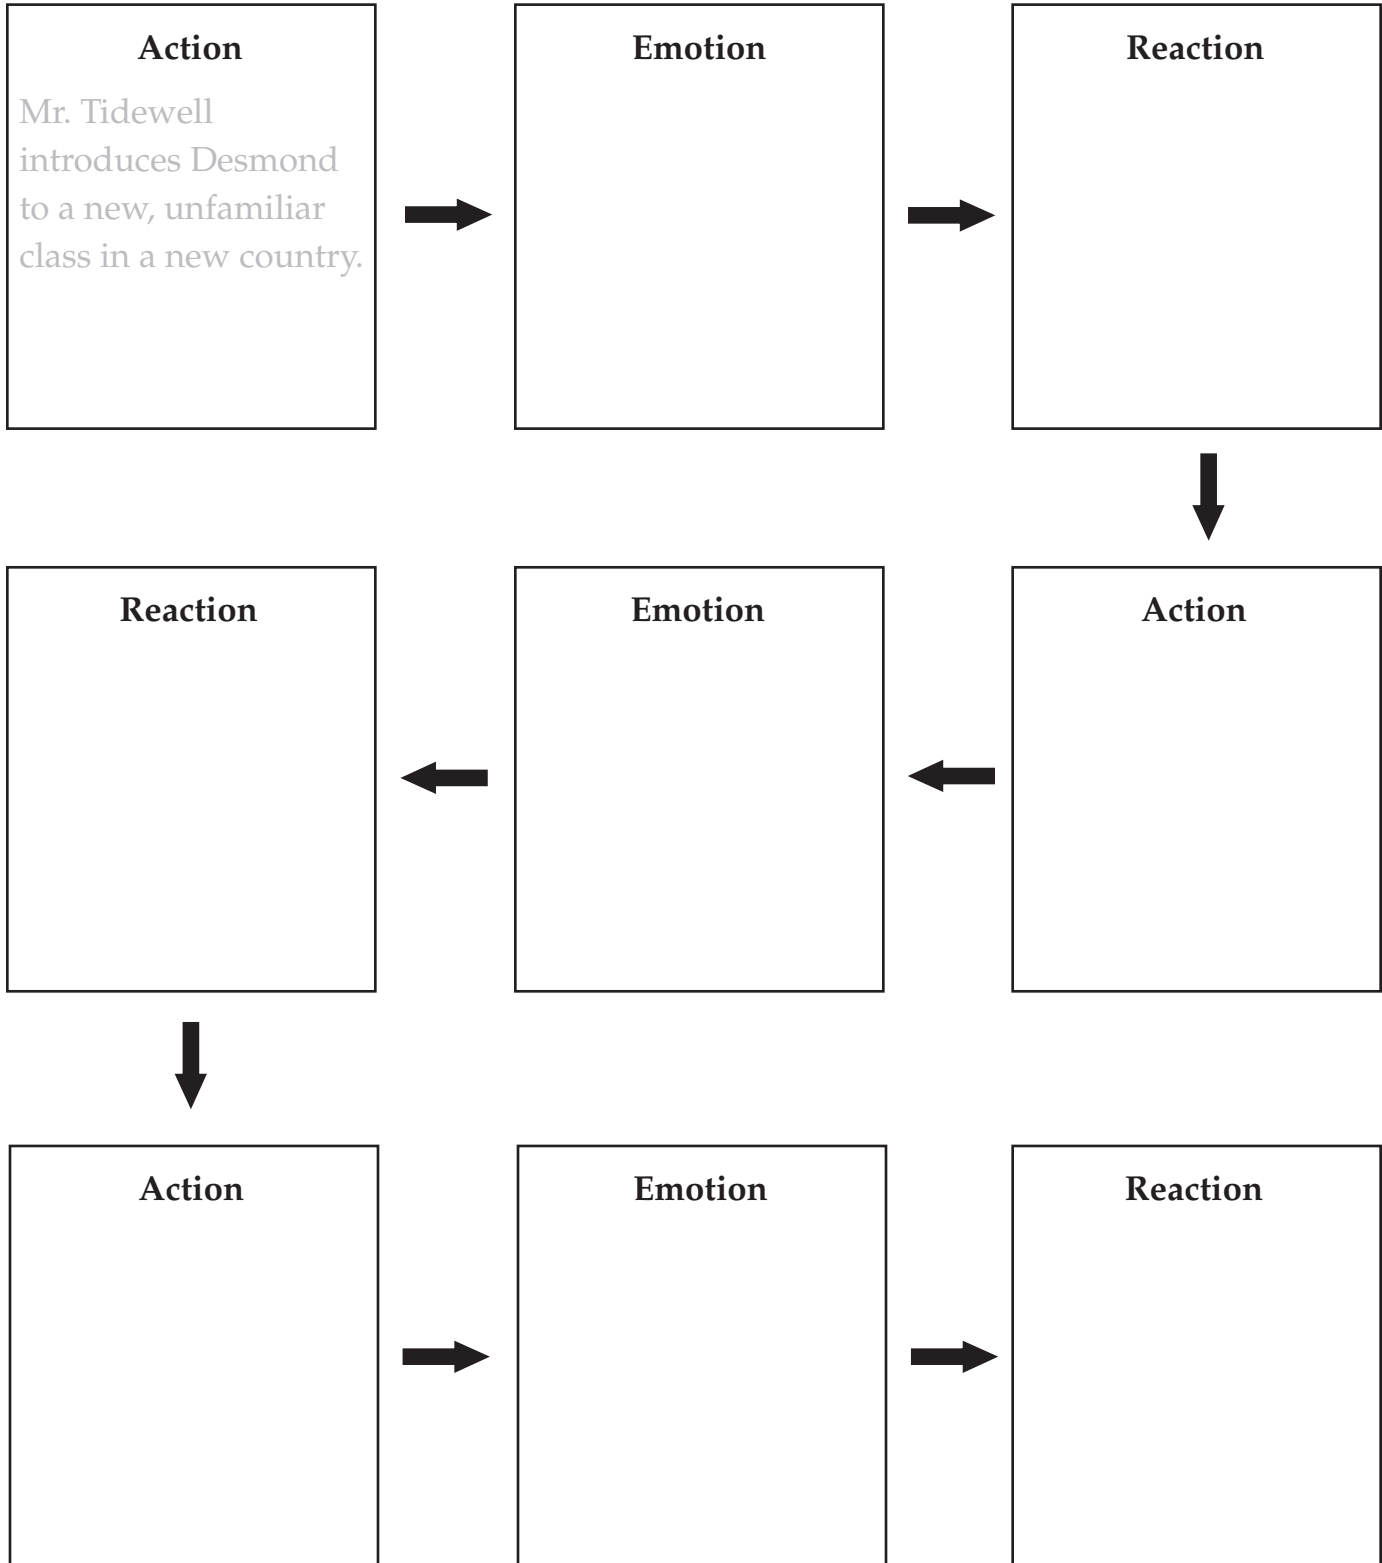 Action
Mr. Tidewell
introduces Desmond
to a new, unfamiliar
class in a new country.
Emotion
Reaction
Action
Emotion
Reaction
Action
Emotion
Reaction